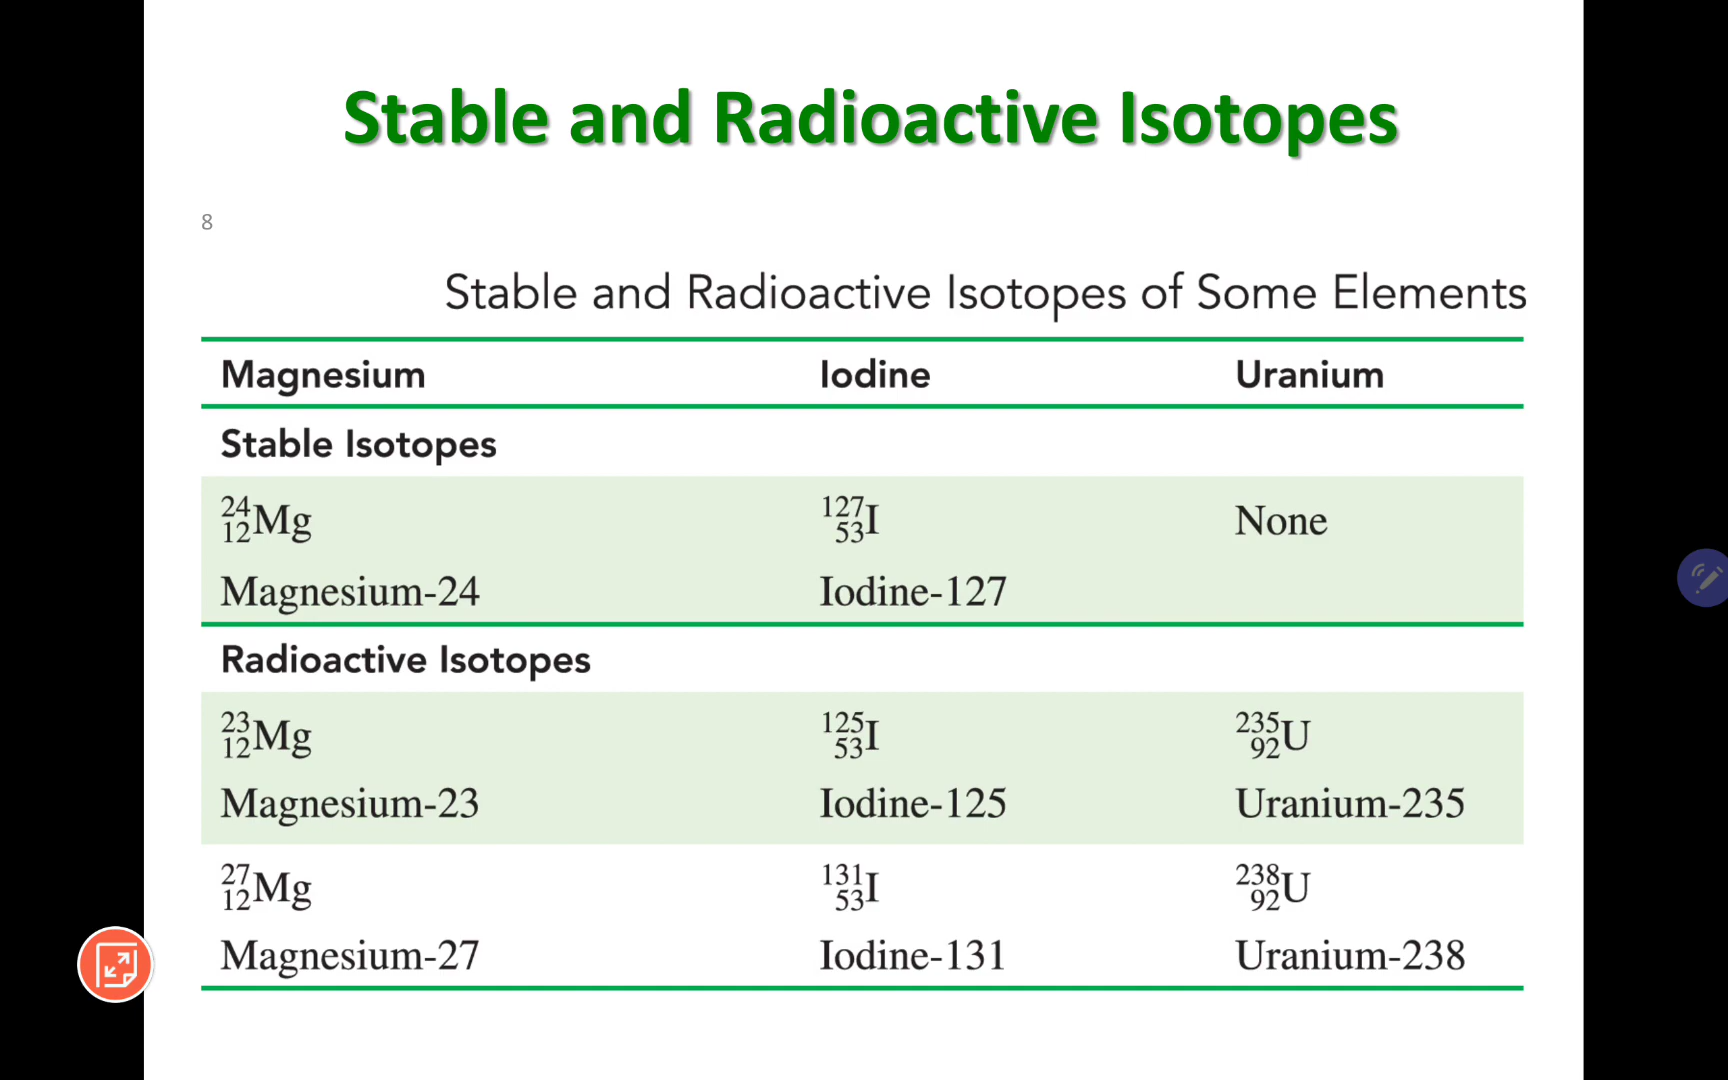 Stable and Radioactive Isotopes
8
Stable and Radioactive Isotopes of Some Elements
Magnesium Iodine Uranium
Stable Isotopes
²⁴₁₂Mg ¹²⁷₅₃I None
Magnesium-24 Iodine-127
Radioactive Isotopes
²³₁₂Mg ¹²⁵₅₃I ²³⁵₉₂U
Magnesium-23 Iodine-125 Uranium-235
²⁷₁₂Mg ¹³¹₅₃I ²³⁸₉₂U
Magnesium-27 Iodine-131 Uranium-238